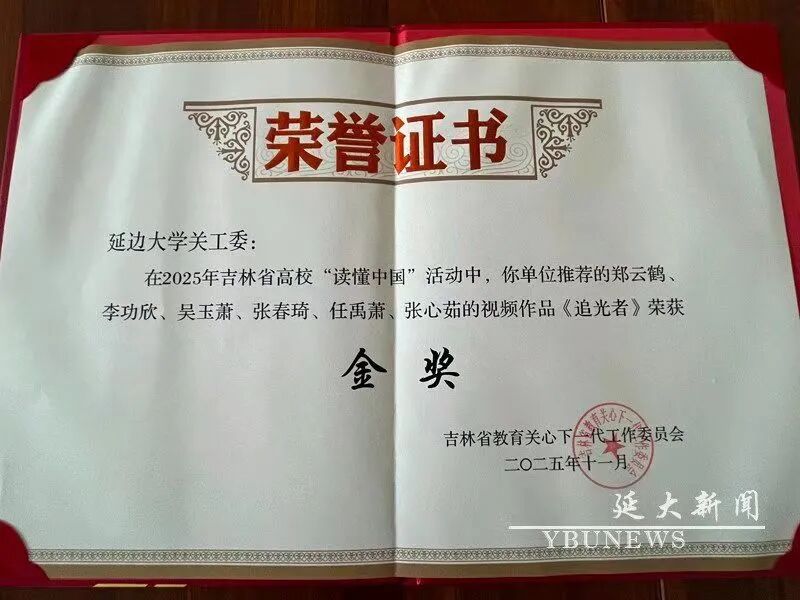 荣誉证书
延边大学关工委：
在2025年吉林省高校“读懂中国”活动中，你单位推荐的郑云鹤、
李功欣、吴玉萧、张春琦、任禹萧、张心茹的视频作品《追光者》荣获
金奖
吉林省教育关心下一代工作委员会
二〇二五年十一月
延大新闻
YBUNEWS